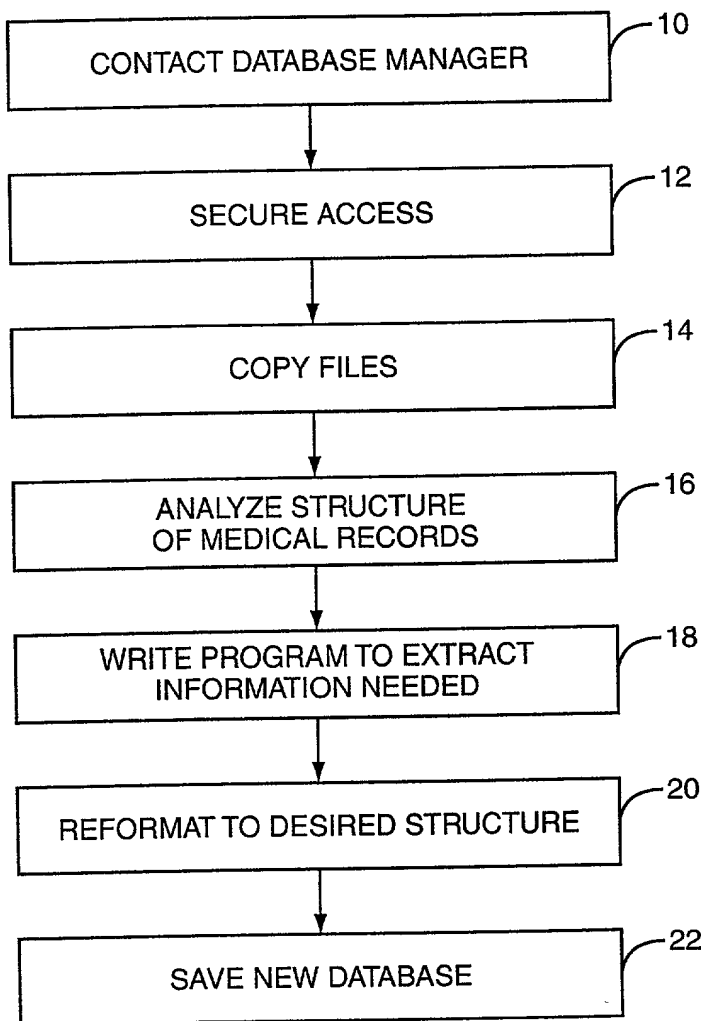 10
CONTACT DATABASE MANAGER
12
SECURE ACCESS
14
COPY FILES
16
ANALYZE STRUCTURE
OF MEDICAL RECORDS
18
WRITE PROGRAM TO EXTRACT
INFORMATION NEEDED
20
REFORMAT TO DESIRED STRUCTURE
22
SAVE NEW DATABASE